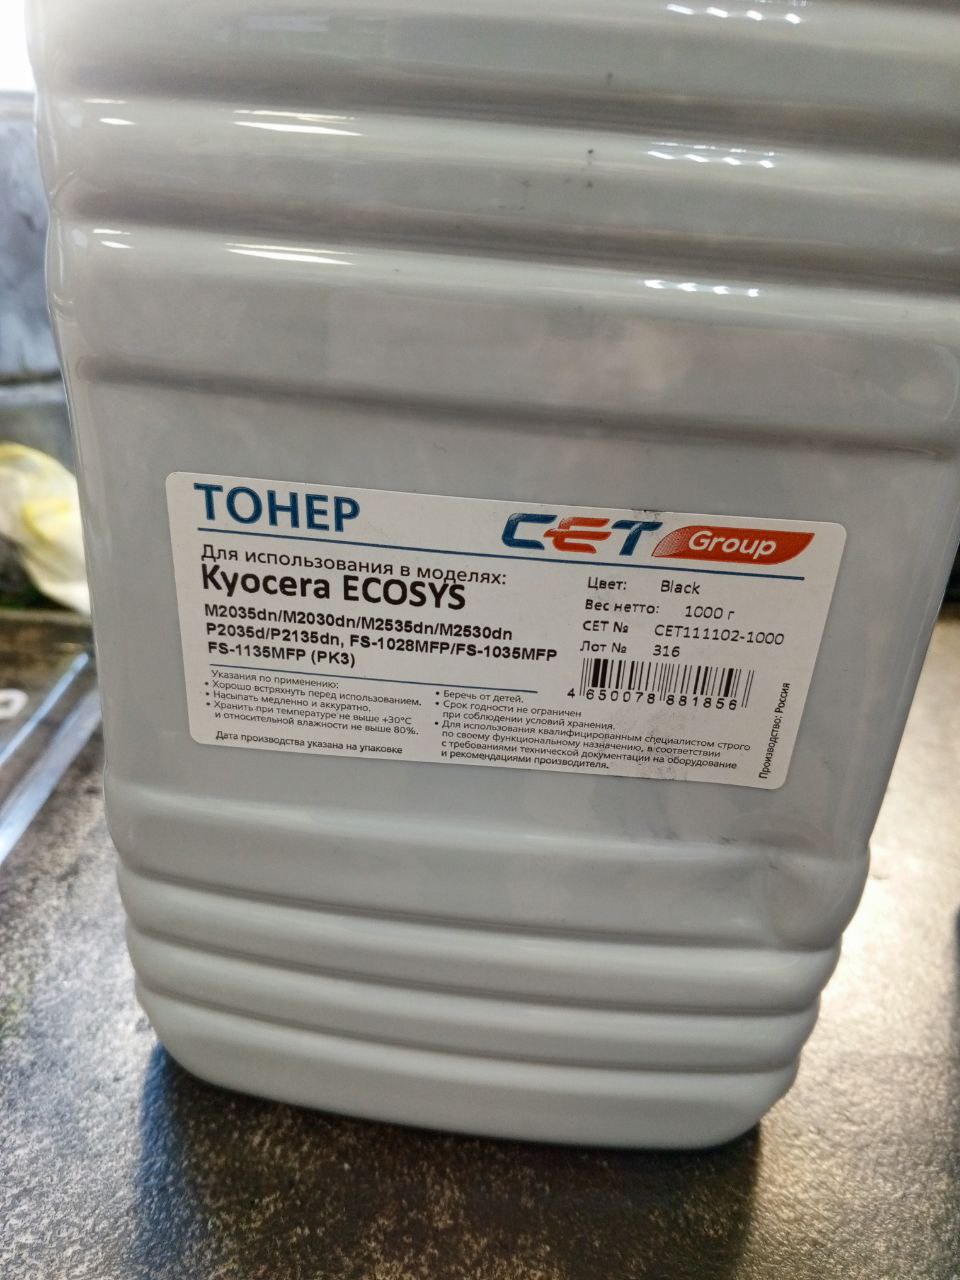 ТОНЕР
CET Group
Для использования в моделях:
Kyocera ECOSYS
M2035dn/M2030dn/M2535dn/M2530dn
P2035d/P2135dn, FS-1028MFP/FS-1035MFP
FS-1135MFP (PK3)
Цвет: Black
Вес нетто: 1000 г
CET № CET111102-1000
Лот № 316
4 650078 881856
Указания по применению:
• Хорошо встряхнуть перед использованием.
• Насыпать медленно и аккуратно.
• Хранить при температуре не выше +30°C
и относительной влажности не выше 80%.
• Беречь от детей.
• Срок годности не ограничен
при соблюдении условий хранения.
• Для использования квалифицированным специалистом строго
по своему функциональному назначению, в соответствии
с требованиями технической документации на оборудование
и рекомендациями производителя.
Дата производства указана на упаковке
Производство: Россия